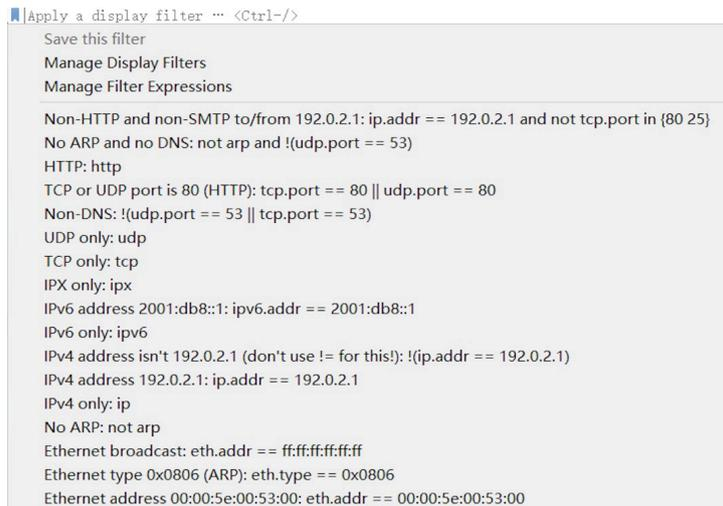 Apply a display filter ··· <Ctrl-/>
Save this filter
Manage Display Filters
Manage Filter Expressions
Non-HTTP and non-SMTP to/from 192.0.2.1: ip.addr == 192.0.2.1 and not tcp.port in {80 25}
No ARP and no DNS: not arp and !(udp.port == 53)
HTTP: http
TCP or UDP port is 80 (HTTP): tcp.port == 80 || udp.port == 80
Non-DNS: !(udp.port == 53 || tcp.port == 53)
UDP only: udp
TCP only: tcp
IPX only: ipx
IPv6 address 2001:db8::1: ipv6.addr == 2001:db8::1
IPv6 only: ipv6
IPv4 address isn't 192.0.2.1 (don't use != for this!): !(ip.addr == 192.0.2.1)
IPv4 address 192.0.2.1: ip.addr == 192.0.2.1
IPv4 only: ip
No ARP: not arp
Ethernet broadcast: eth.addr == ff:ff:ff:ff:ff:ff
Ethernet type 0x0806 (ARP): eth.type == 0x0806
Ethernet address 00:00:5e:00:53:00: eth.addr == 00:00:5e:00:53:00